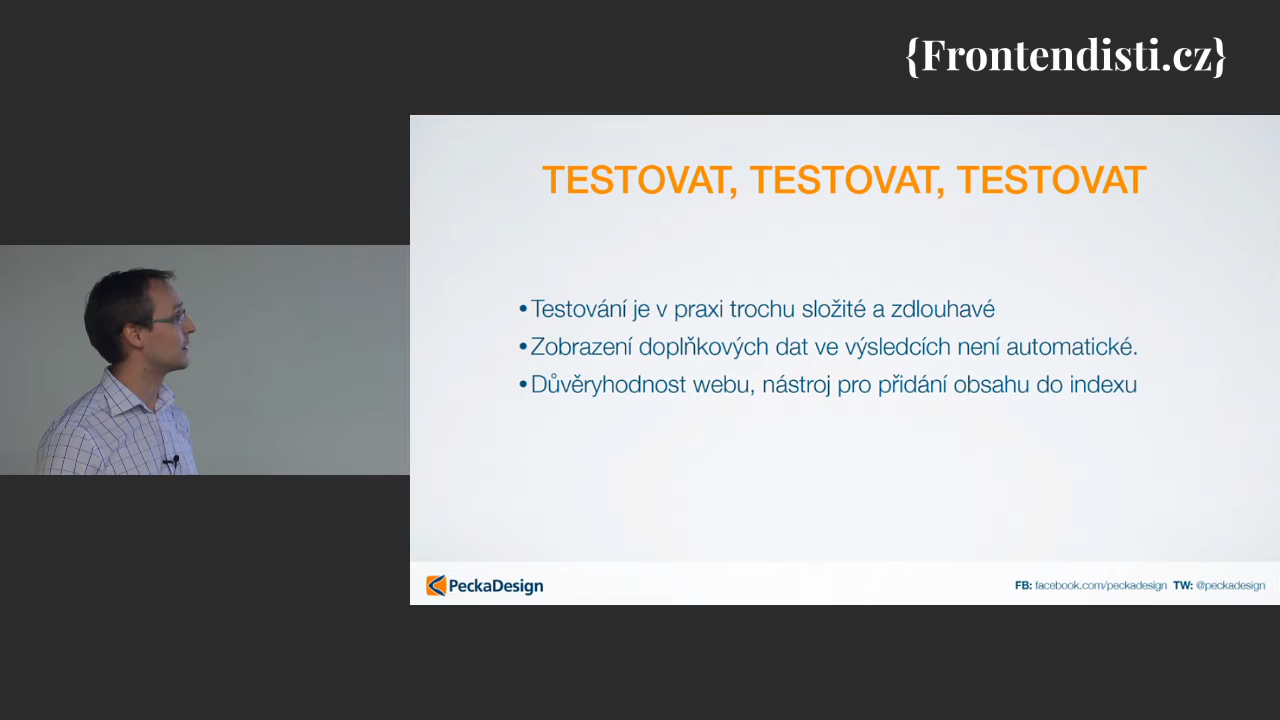 {Frontendisti.cz}
TESTOVAT, TESTOVAT, TESTOVAT
•Testování je v praxi trochu složité a zdlouhavé
•Zobrazení doplňkových dat ve výsledcích není automatické.
•Důvěryhodnost webu, nástroj pro přidání obsahu do indexu
PeckaDesign
FB: facebook.com/peckadesign TW: @peckadesign